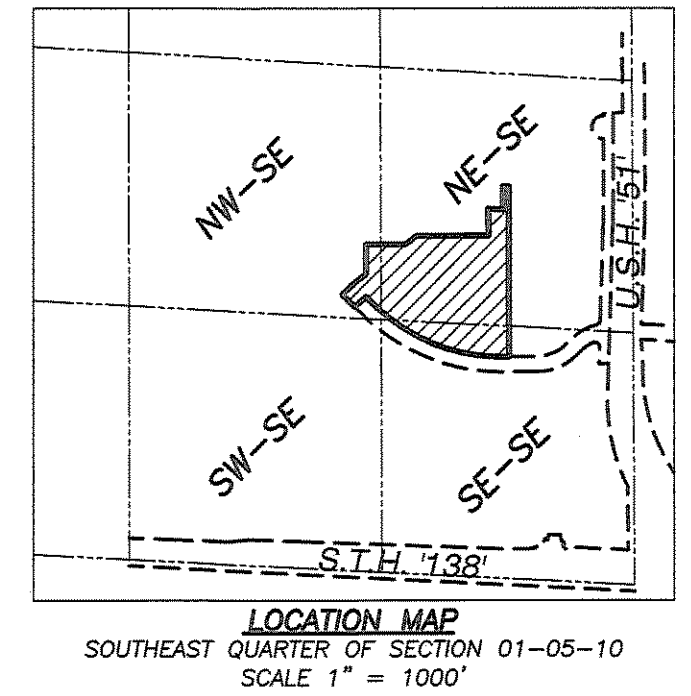 NW-SE
NE-SE
U.S.H. '51'
SW-SE
SE-SE
S.T.H. '138'
LOCATION MAP
SOUTHEAST QUARTER OF SECTION 01-05-10
SCALE 1" = 1000'